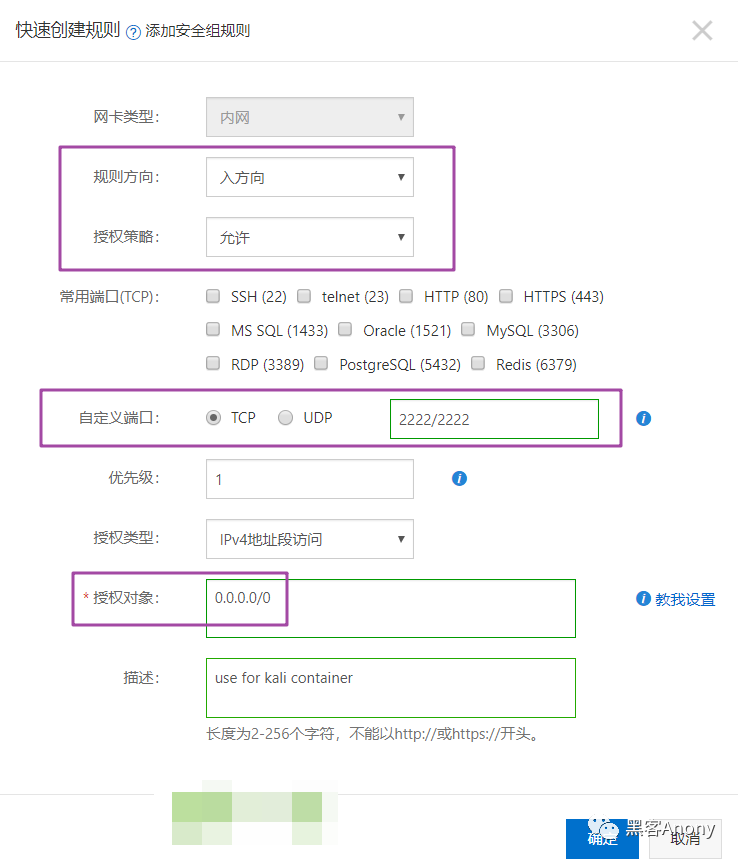 快速创建规则 ? 添加安全组规则
网卡类型： 内网
规则方向： 入方向
授权策略： 允许
常用端口(TCP)： SSH (22) telnet (23) HTTP (80) HTTPS (443)
MS SQL (1433) Oracle (1521) MySQL (3306)
RDP (3389) PostgreSQL (5432) Redis (6379)
自定义端口： TCP UDP 2222/2222 i
优先级： 1 i
授权类型： IPv4地址段访问
* 授权对象： 0.0.0.0/0 i 教我设置
描述： use for kali container
长度为2-256个字符，不能以http://或https://开头。
确定 取消
黑客Anony